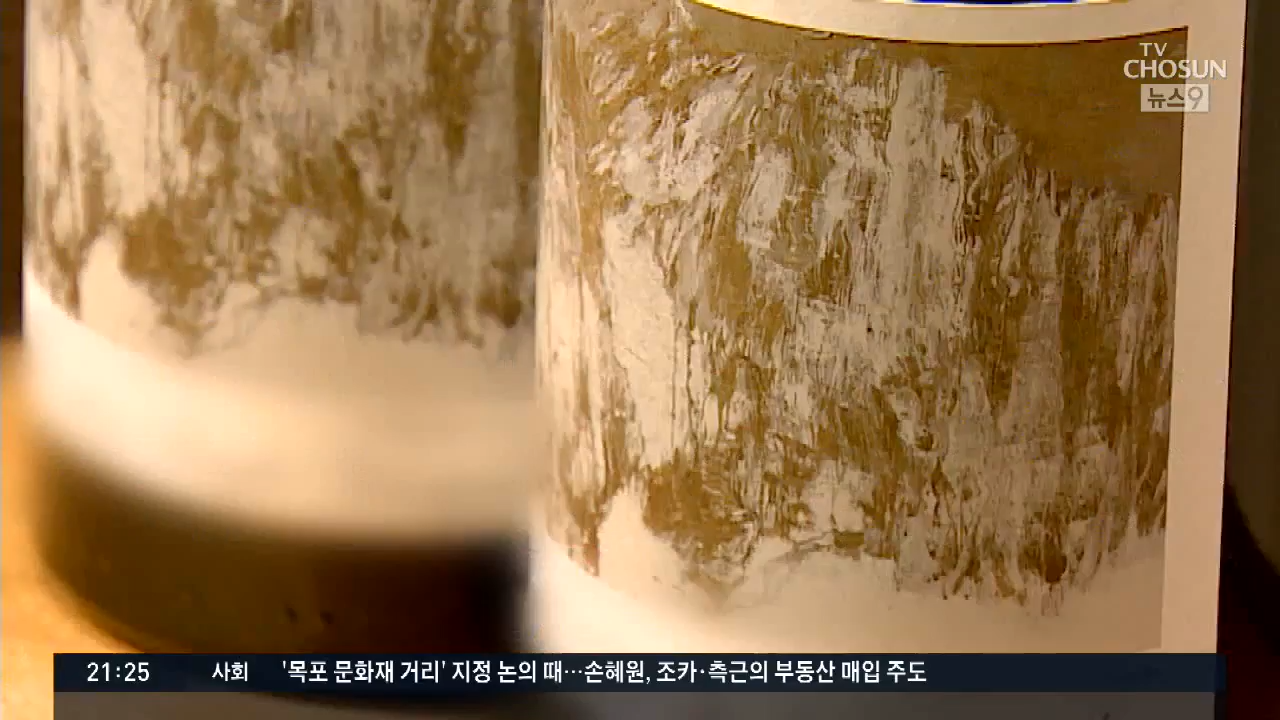 TV
CHOSUN
뉴스9
21:25 사회 '목포 문화재 거리' 지정 논의 때…손혜원, 조카·측근의 부동산 매입 주도